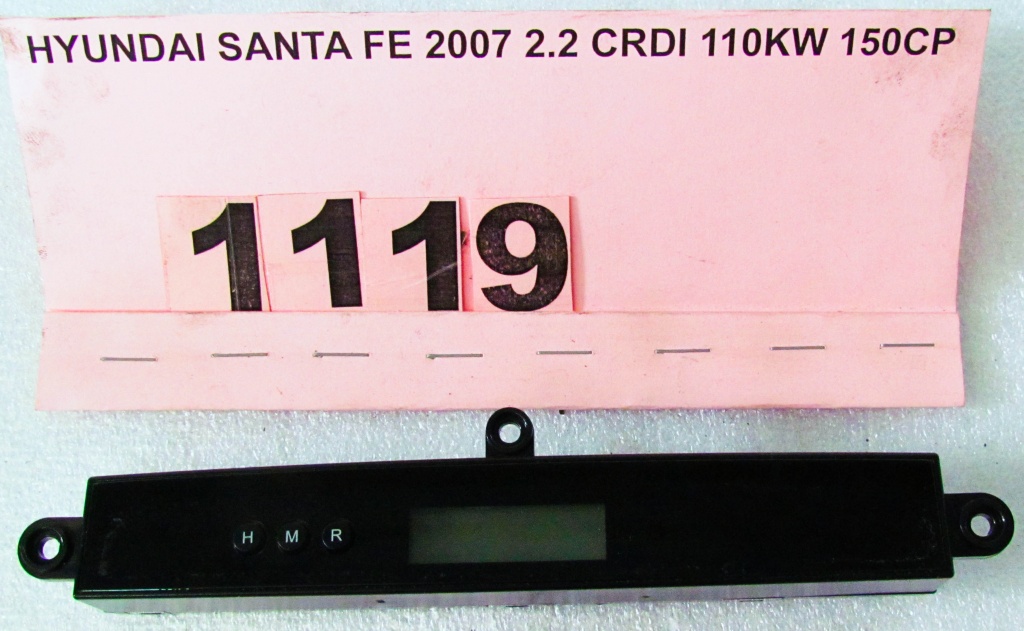 HYUNDAI SANTA FE 2007 2.2 CRDI 110KW 150CP
1119
H M R